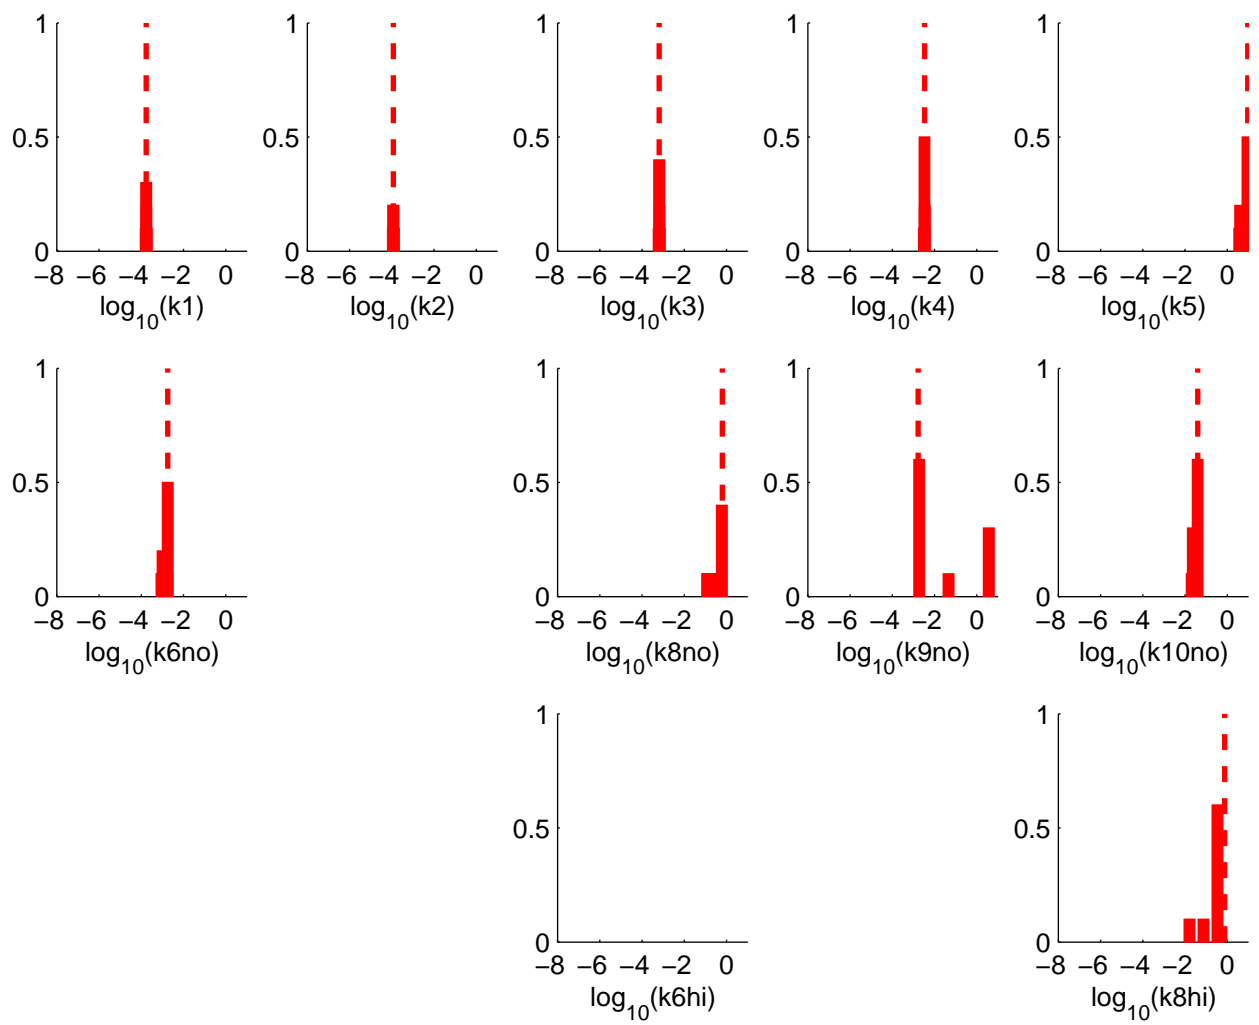 1 1 1 1 1
0.5 0.5 0.5 0.5 0.5
0 0 0 0 0
−8 −6 −4 −2 0 −8 −6 −4 −2 0 −8 −6 −4 −2 0 −8 −6 −4 −2 0 −8 −6 −4 −2 0
log10(k1) log10(k2) log10(k3) log10(k4) log10(k5)
1 1 1 1
0.5 0.5 0.5 0.5
0 0 0 0
−8 −6 −4 −2 0 −8 −6 −4 −2 0 −8 −6 −4 −2 0 −8 −6 −4 −2 0
log10(k6no) log10(k8no) log10(k9no) log10(k10no)
1 1
0.5 0.5
0 0
−8 −6 −4 −2 0 −8 −6 −4 −2 0
log10(k6hi) log10(k8hi)